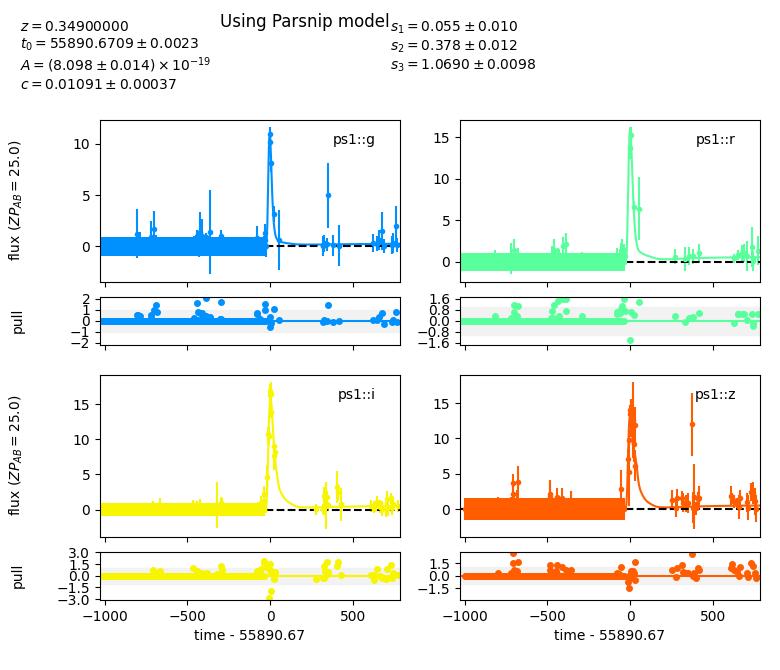 Using Parsnip model
z = 0.34900000
t₀ = 55890.6709 ± 0.0023
A = (8.098 ± 0.014) × 10⁻¹⁹
c = 0.01091 ± 0.00037
s₁ = 0.055 ± 0.010
s₂ = 0.378 ± 0.012
s₃ = 1.0690 ± 0.0098
flux (ZP_AB = 25.0)
10
5
0
ps1::g
15
10
5
0
ps1::r
pull
2
1
0
−1
−2
1.6
0.8
0.0
−0.8
−1.6
flux (ZP_AB = 25.0)
15
10
5
0
ps1::i
15
10
5
0
ps1::z
pull
3.0
1.5
0.0
−1.5
−3.0
1.5
0.0
−1.5
−1000 −500 0 500
−1000 −500 0 500
time - 55890.67
time - 55890.67